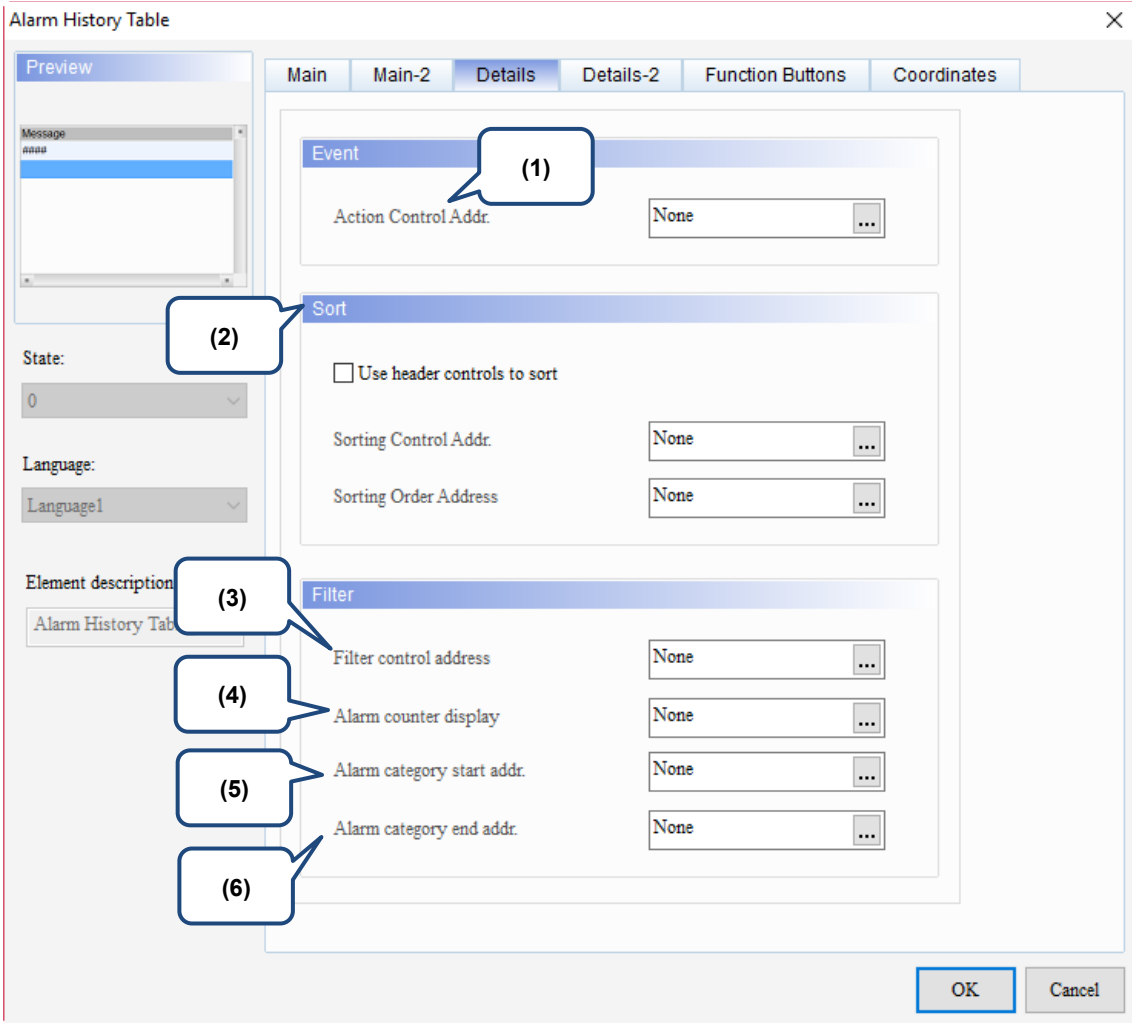 Alarm History Table
Preview
Message
####
State:
0
Language:
Language1
Element description
Alarm History Tab
Main Main-2 Details Details-2 Function Buttons Coordinates
Event
(1)
Action Control Addr. None ...
(2)
Sort
Use header controls to sort
Sorting Control Addr. None ...
Sorting Order Address None ...
Filter
(3)
Filter control address None ...
(4)
Alarm counter display None ...
(5)
Alarm category start addr. None ...
(6)
Alarm category end addr. None ...
OK Cancel